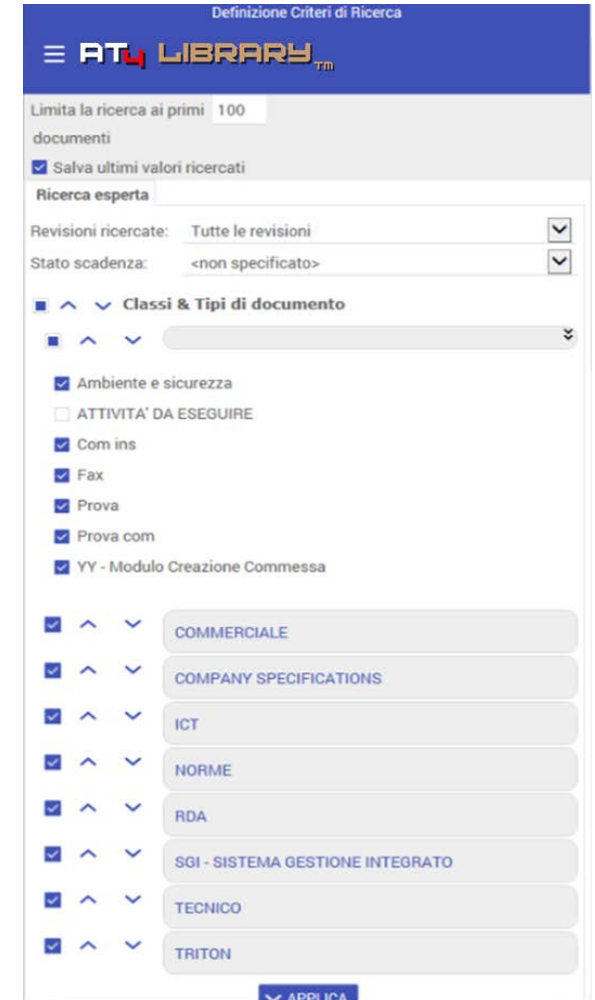 Definizione Criteri di Ricerca
AT4 LIBRARY TM
Limita la ricerca ai primi 100
documenti
Salva ultimi valori ricercati
Ricerca esperta
Revisioni ricercate: Tutte le revisioni
Stato scadenza: <non specificato>
Classi & Tipi di documento
Ambiente e sicurezza
ATTIVITA' DA ESEGUIRE
Com ins
Fax
Prova
Prova com
YY - Modulo Creazione Commessa
COMMERCIALE
COMPANY SPECIFICATIONS
ICT
NORME
RDA
SGI - SISTEMA GESTIONE INTEGRATO
TECNICO
TRITON
APPLICA